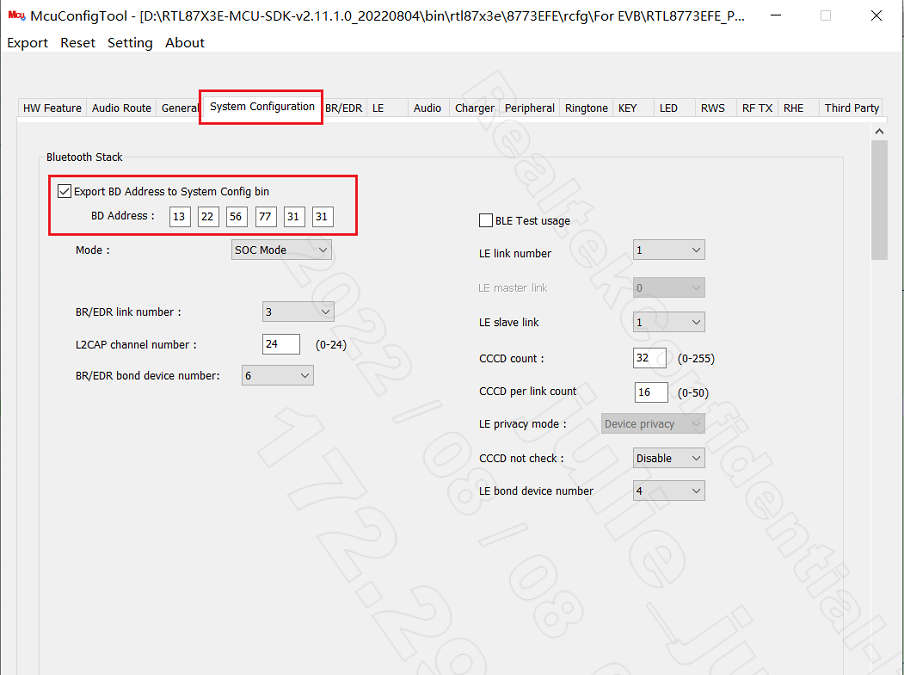 McuConfigTool - [D:\RTL87X3E-MCU-SDK-v2.11.1.0_20220804\bin\rtl87x3e\8773EFE\rcfg\For EVB\RTL8773EFE_P...
Export Reset Setting About
HW Feature Audio Route General System Configuration BR/EDR LE Audio Charger Peripheral Ringtone KEY LED RWS RF TX RHE Third Party
Bluetooth Stack
Export BD Address to System Config bin
BD Address : 13 22 56 77 31 31
Mode : SOC Mode
BR/EDR link number : 3
L2CAP channel number : 24 (0-24)
BR/EDR bond device number: 6
BLE Test usage
LE link number 1
LE master link 0
LE slave link 1
CCCD count : 32 (0-255)
CCCD per link count 16 (0-50)
LE privacy mode : Device privacy
CCCD not check : Disable
LE bond device number 4
RealtekConfidential
2022 / 08 / 08
julie
172.29